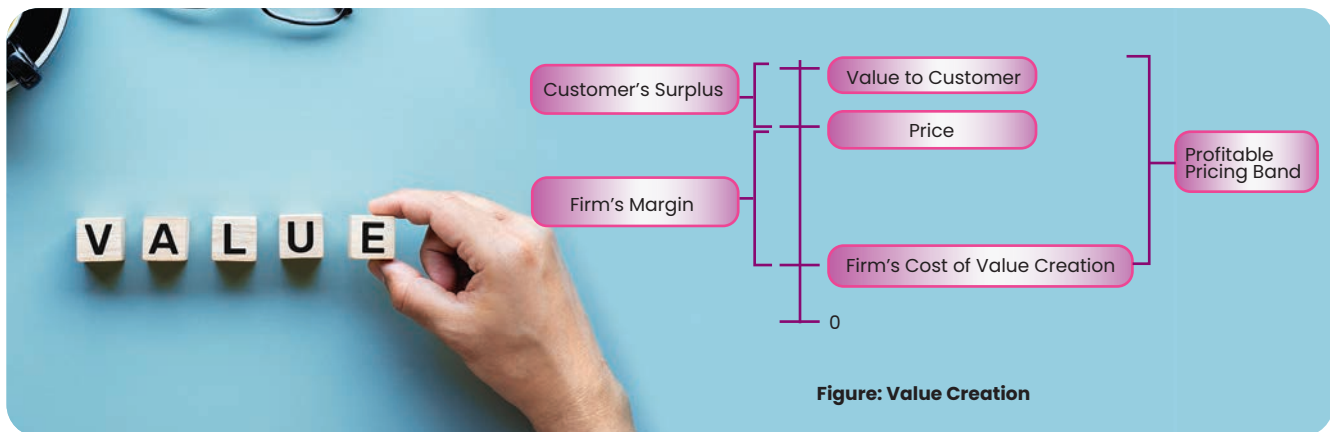 VALUE
Customer's Surplus
Value to Customer
Price
Firm's Margin
Profitable
Pricing Band
Firm's Cost of Value Creation
0
Figure: Value Creation